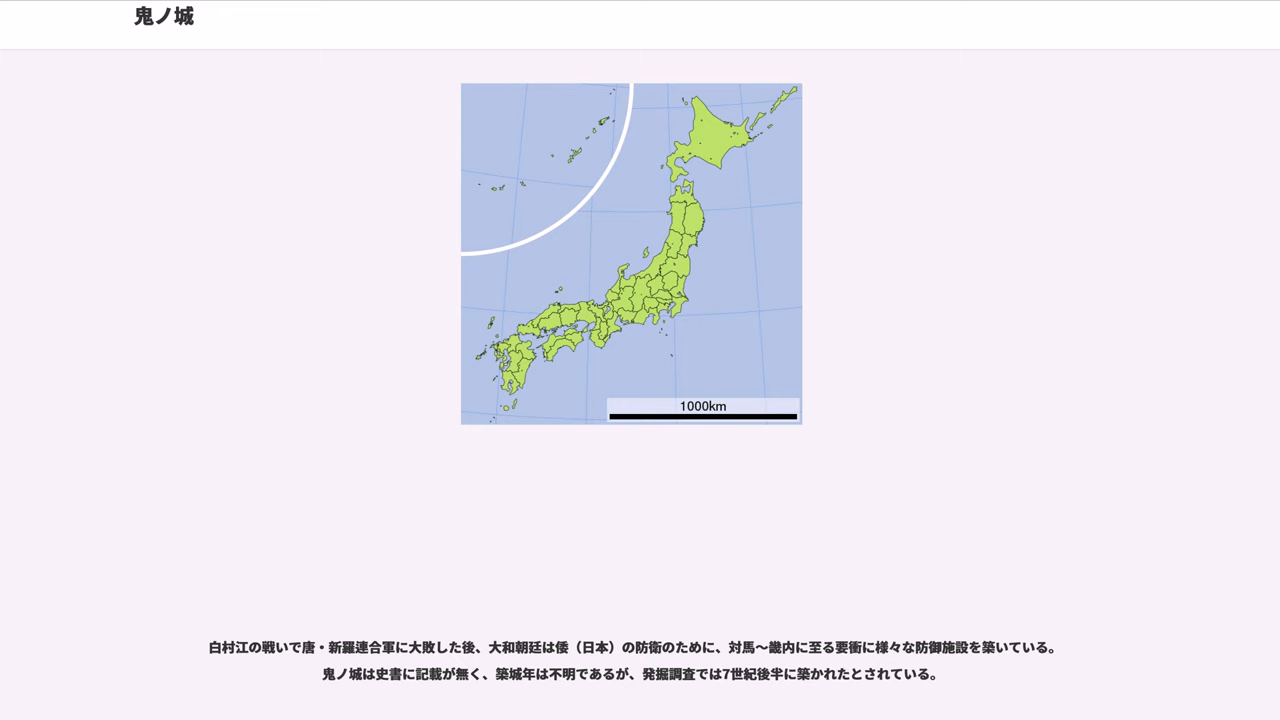 鬼ノ城
1000km
白村江の戦いで唐・新羅連合軍に大敗した後、大和朝廷は倭（日本）の防衛のために、対馬～畿内に至る要衝に様々な防御施設を築いている。
鬼ノ城は史書に記載が無く、築城年は不明であるが、発掘調査では7世紀後半に築かれたとされている。